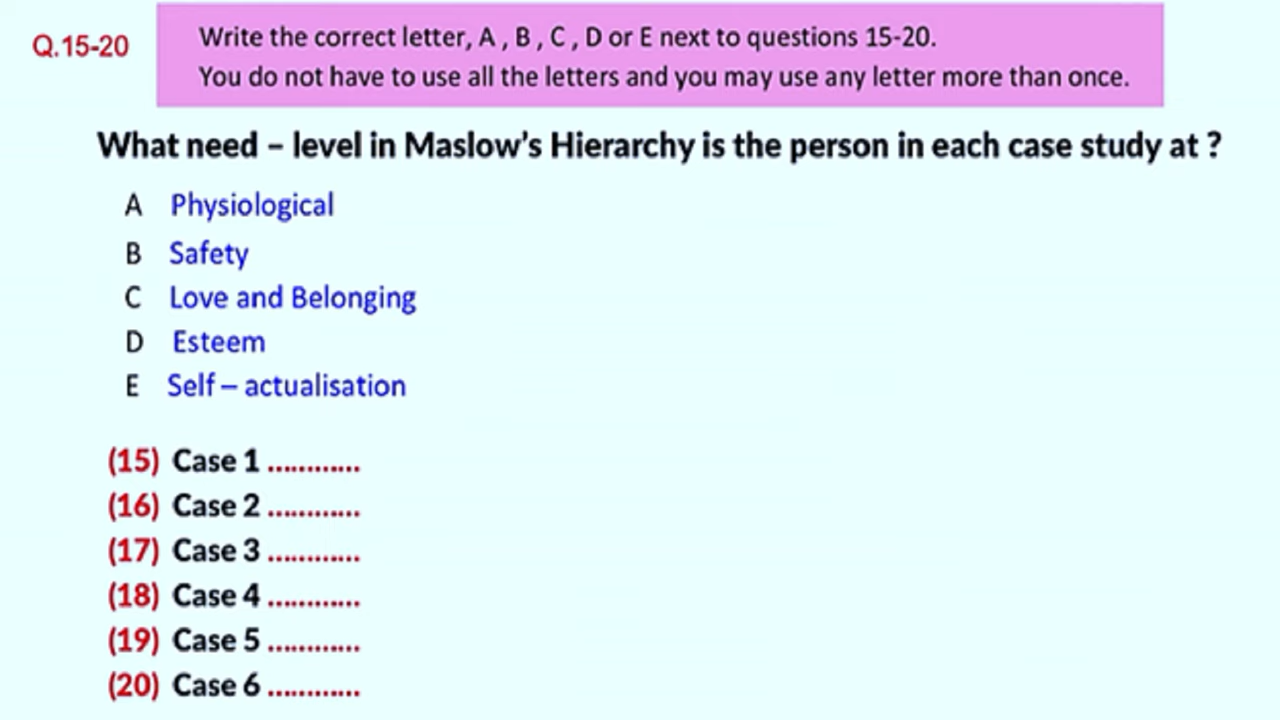 Q.15-20
Write the correct letter, A , B , C , D or E next to questions 15-20.
You do not have to use all the letters and you may use any letter more than once.
What need – level in Maslow's Hierarchy is the person in each case study at ?
A Physiological
B Safety
C Love and Belonging
D Esteem
E Self – actualisation
(15) Case 1 ............
(16) Case 2 ............
(17) Case 3 ............
(18) Case 4 ............
(19) Case 5 ............
(20) Case 6 ............